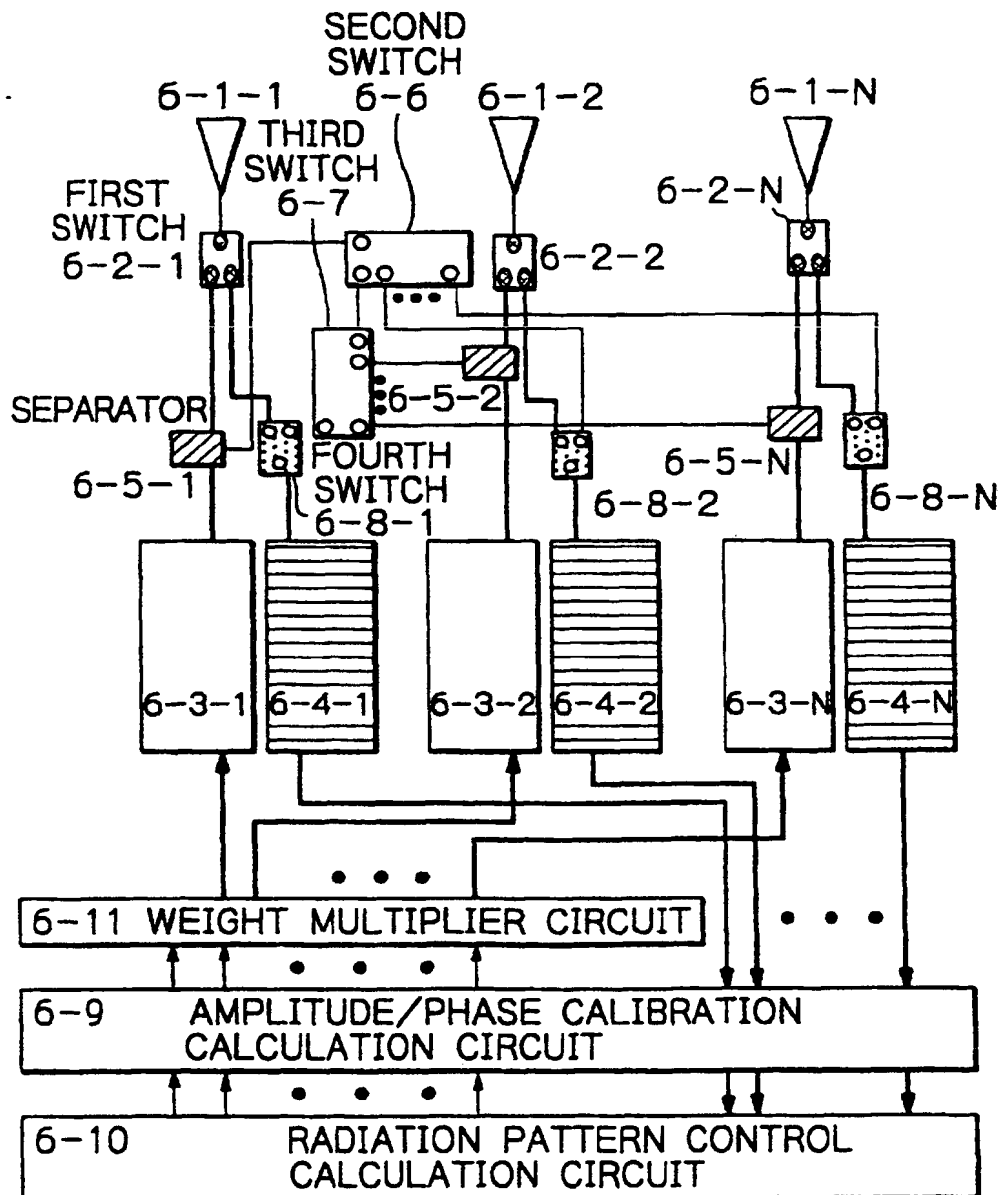 SECOND
SWITCH
6-1-1
6-6
6-1-2
6-1-N
THIRD
SWITCH
6-7
FIRST
SWITCH
6-2-1
6-2-2
6-2-N
SEPARATOR
6-5-1
6-5-2
6-5-N
FOURTH
SWITCH
6-8-1
6-8-2
6-8-N
6-3-1
6-4-1
6-3-2
6-4-2
6-3-N
6-4-N
6-11 WEIGHT MULTIPLIER CIRCUIT
6-9 AMPLITUDE/PHASE CALIBRATION
CALCULATION CIRCUIT
6-10 RADIATION PATTERN CONTROL
CALCULATION CIRCUIT